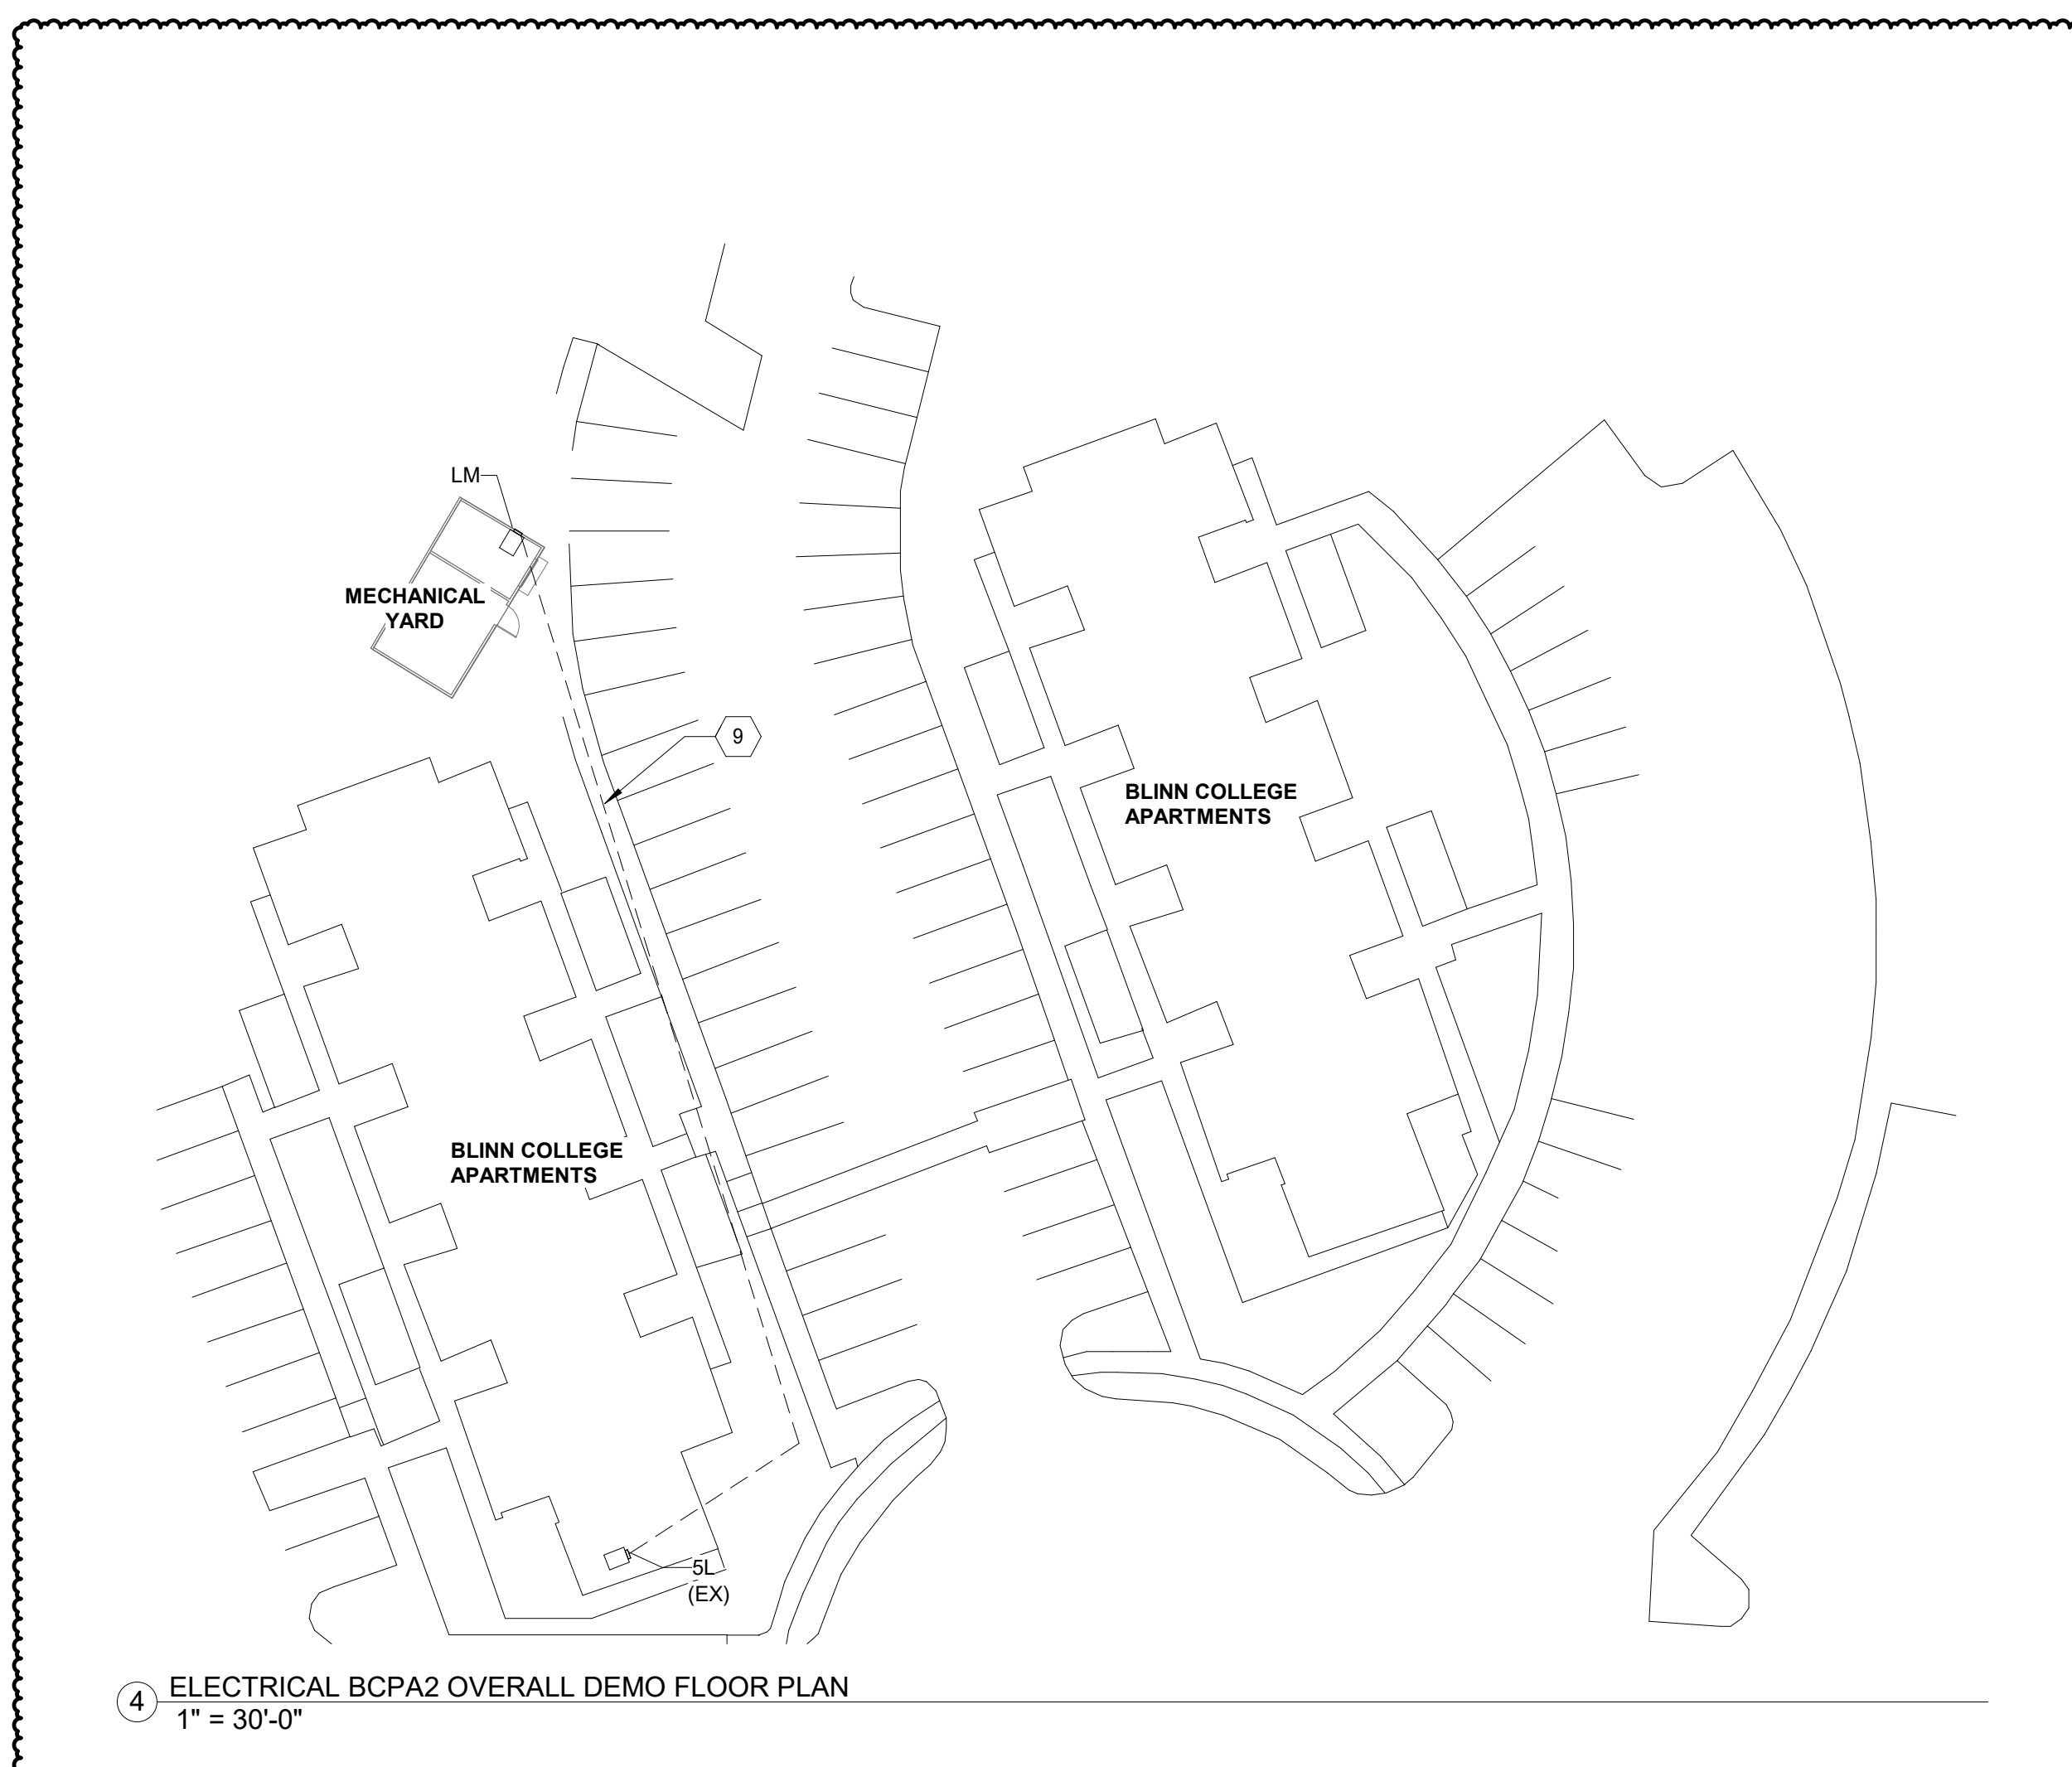 LM
MECHANICAL
YARD
9
BLINN COLLEGE
APARTMENTS
BLINN COLLEGE
APARTMENTS
5L
(EX)
4
ELECTRICAL BCPA2 OVERALL DEMO FLOOR PLAN
1" = 30'-0"